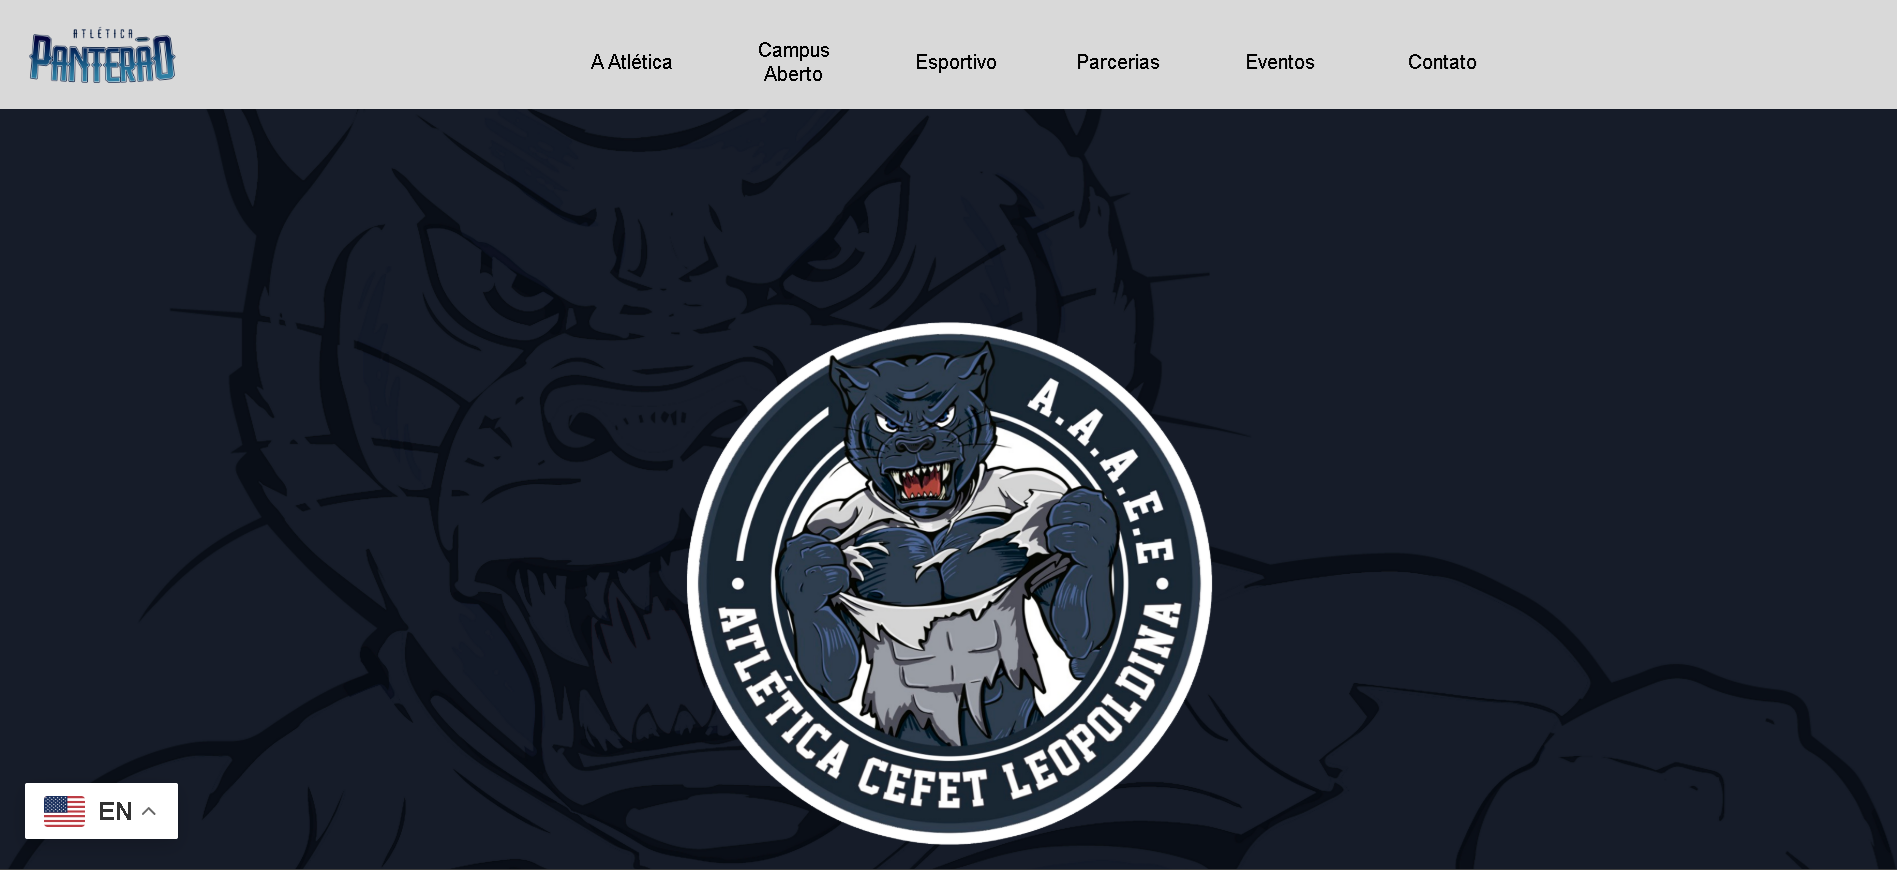 ATLÉTICA
PANTERÃO
A Atlética
Campus
Aberto
Esportivo
Parcerias
Eventos
Contato
A.A.A.E.E
ATLÉTICA CEFET LEOPOLDINA
EN